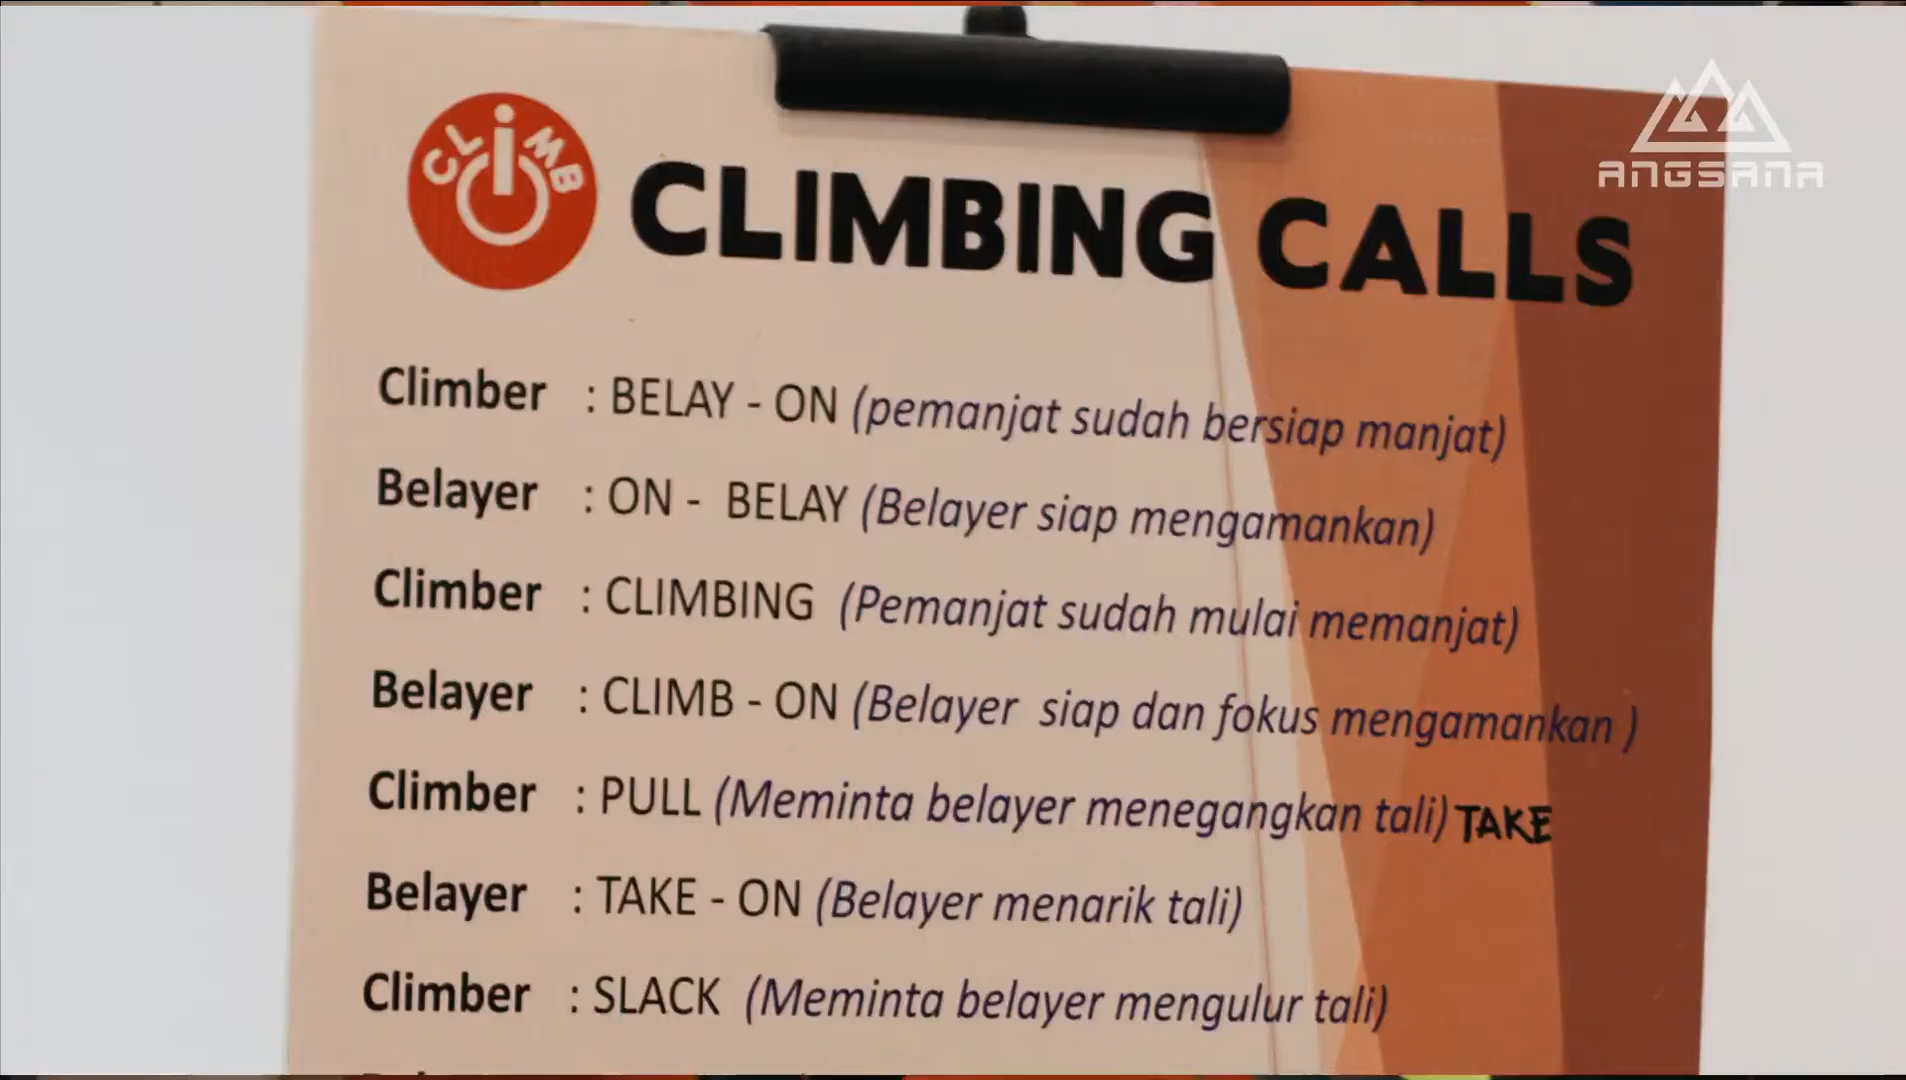 CLIMB
CLIMBING CALLS
ANGSANA
Climber : BELAY - ON (pemanjat sudah bersiap manjat)
Belayer : ON - BELAY (Belayer siap mengamankan)
Climber : CLIMBING (Pemanjat sudah mulai memanjat)
Belayer : CLIMB - ON (Belayer siap dan fokus mengamankan )
Climber : PULL (Meminta belayer menegangkan tali) TAKE
Belayer : TAKE - ON (Belayer menarik tali)
Climber : SLACK (Meminta belayer mengulur tali)